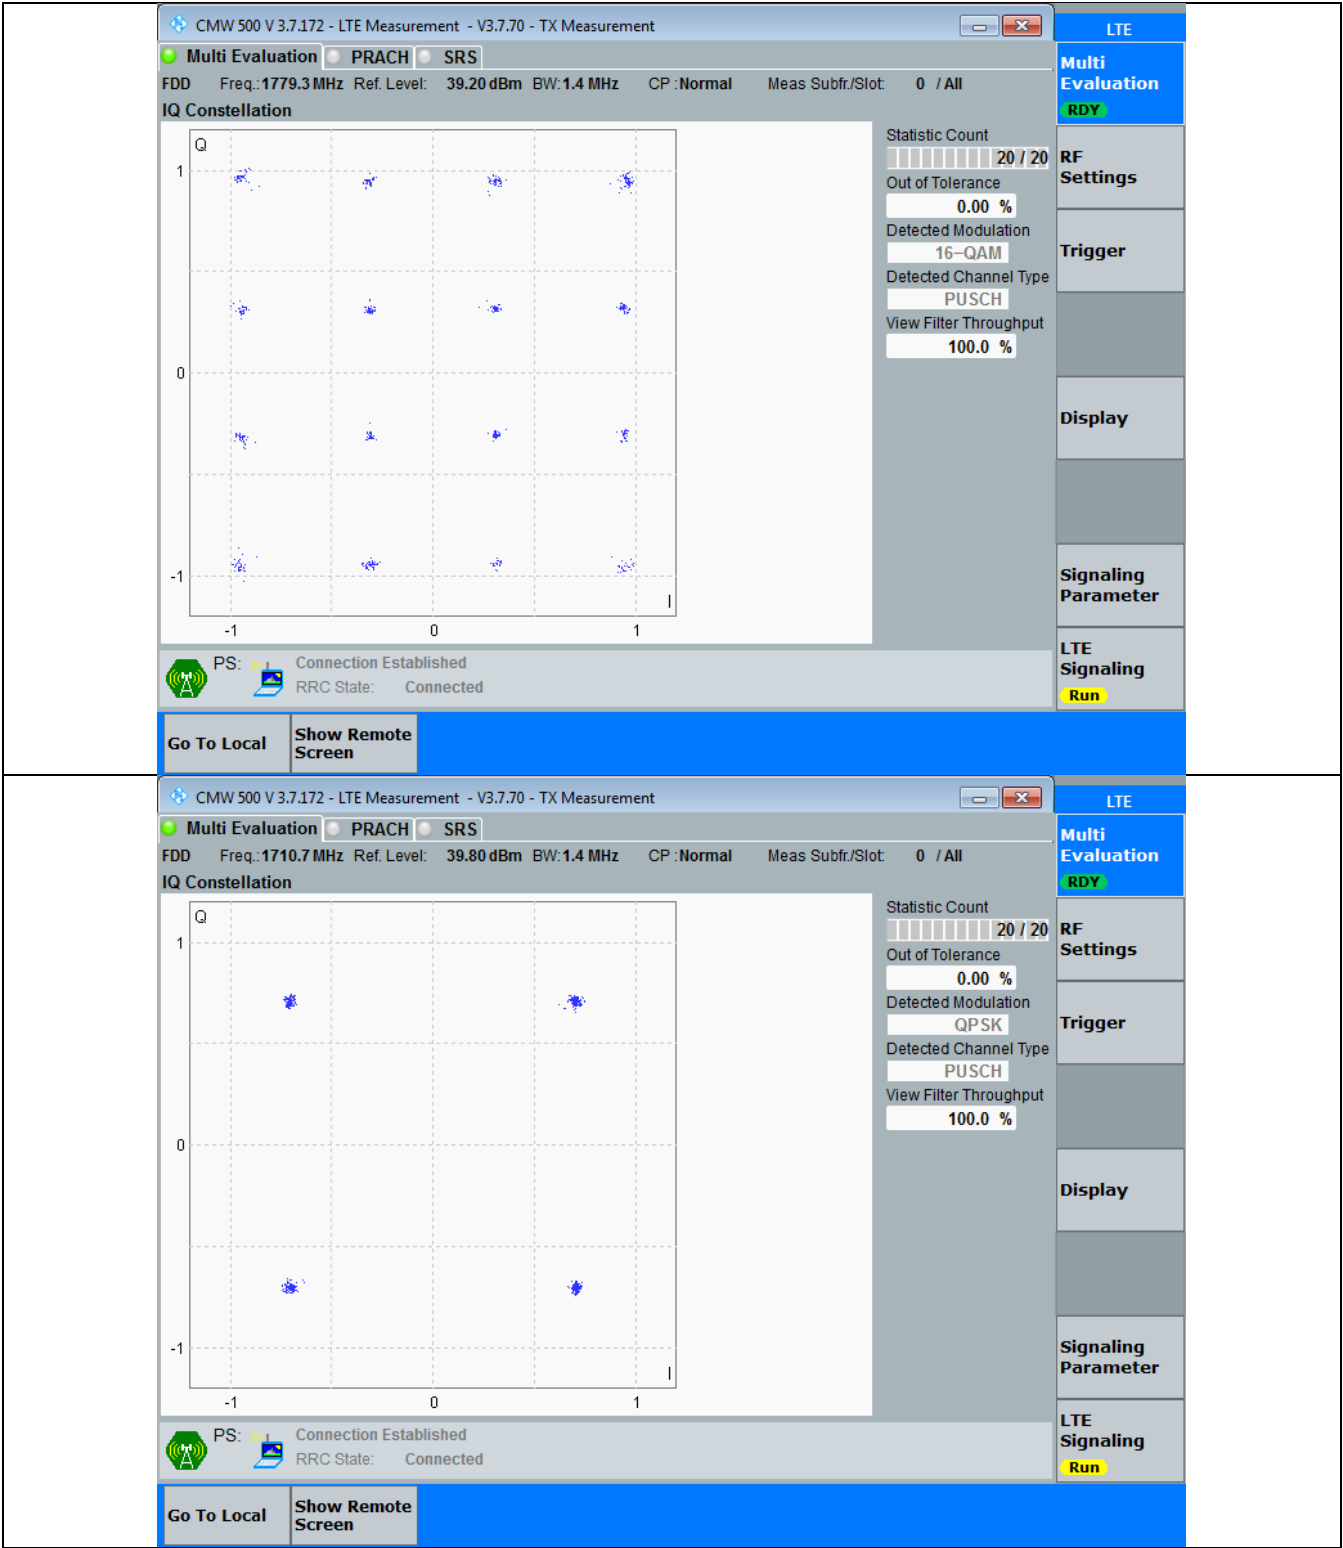 CMW 500 V 3.7.172 - LTE Measurement - V3.7.70 - TX Measurement
LTE
Multi Evaluation PRACH SRS
Multi
Evaluation
RDY
FDD Freq.:1779.3 MHz Ref. Level: 39.20 dBm BW:1.4 MHz CP :Normal Meas Subfr./Slot: 0 / All
IQ Constellation
Q
1
0
-1
I
-1 0 1
Statistic Count
20 / 20
Out of Tolerance
0.00 %
Detected Modulation
16-QAM
Detected Channel Type
PUSCH
View Filter Throughput
100.0 %
RF
Settings
Trigger
Display
Signaling
Parameter
LTE
Signaling
Run
PS: Connection Established
RRC State: Connected
Go To Local
Show Remote
Screen
CMW 500 V 3.7.172 - LTE Measurement - V3.7.70 - TX Measurement
LTE
Multi Evaluation PRACH SRS
Multi
Evaluation
RDY
FDD Freq.:1710.7 MHz Ref. Level: 39.80 dBm BW:1.4 MHz CP :Normal Meas Subfr./Slot: 0 / All
IQ Constellation
Q
1
0
-1
I
-1 0 1
Statistic Count
20 / 20
Out of Tolerance
0.00 %
Detected Modulation
QPSK
Detected Channel Type
PUSCH
View Filter Throughput
100.0 %
RF
Settings
Trigger
Display
Signaling
Parameter
LTE
Signaling
Run
PS: Connection Established
RRC State: Connected
Go To Local
Show Remote
Screen